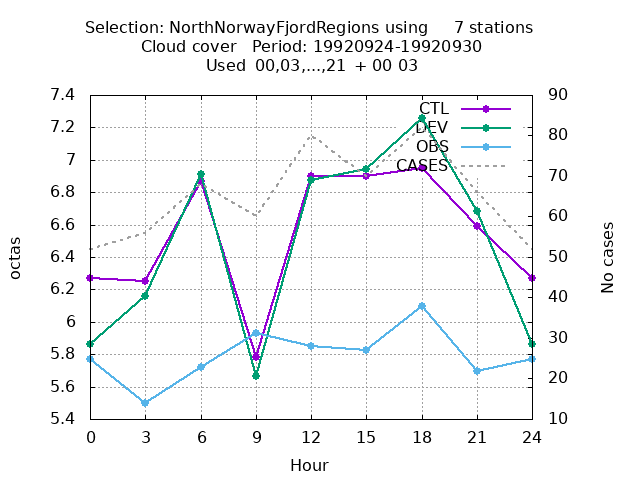 Selection: NorthNorwayFjordRegions using 7 stations
Cloud cover Period: 19920924-19920930
Used 00,03,...,21 + 00 03
7.4
7.2
7
6.8
6.6
6.4
6.2
6
5.8
5.6
5.4
octas
90
80
70
60
50
40
30
20
10
No cases
CTL
DEV
OBS
CASES
0 3 6 9 12 15 18 21 24
Hour